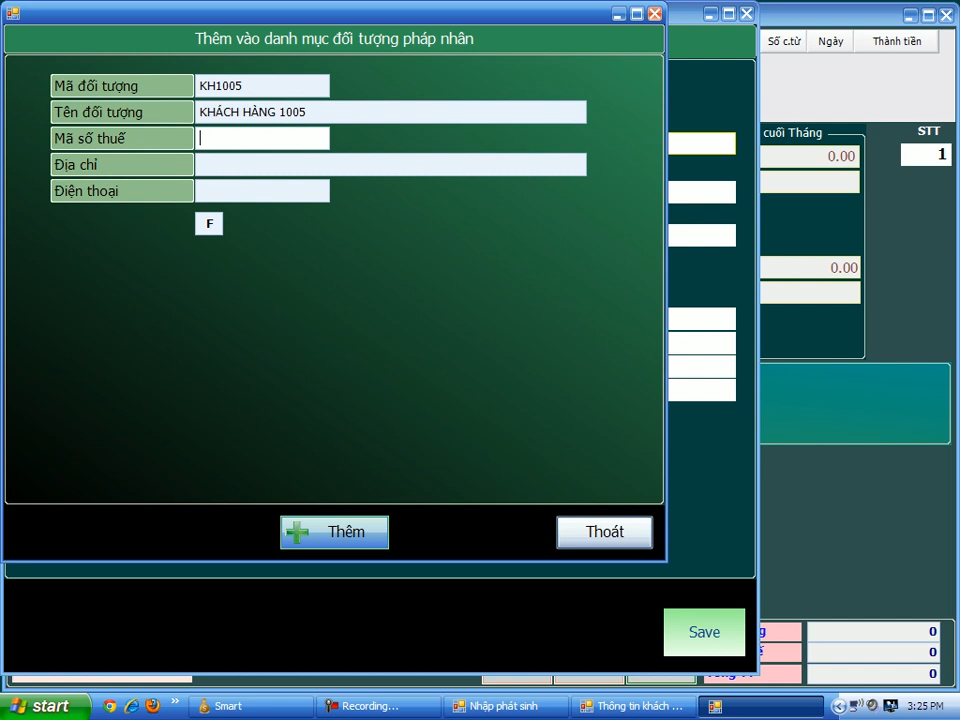 Thêm vào danh mục đối tượng pháp nhân
Mã đối tượng KH1005
Tên đối tượng KHÁCH HÀNG 1005
Mã số thuế
Địa chỉ
Điện thoại
F
Thêm
Thoát
Save
Số c.từ Ngày Thành tiền
cuối Tháng
STT
0.00
1
0.00
0
0
0
start
Smart
Recording...
Nhập phát sinh
Thông tin khách ...
3:25 PM